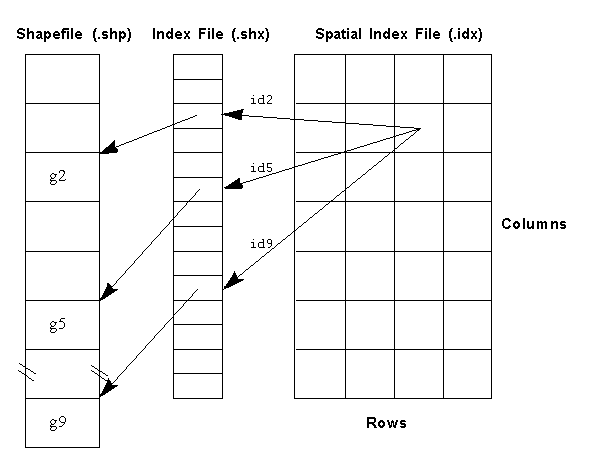 Shapefile (.shp) Index File (.shx) Spatial Index File (.idx)
id2
id5
g2
Columns
id9
g5
g9
Rows